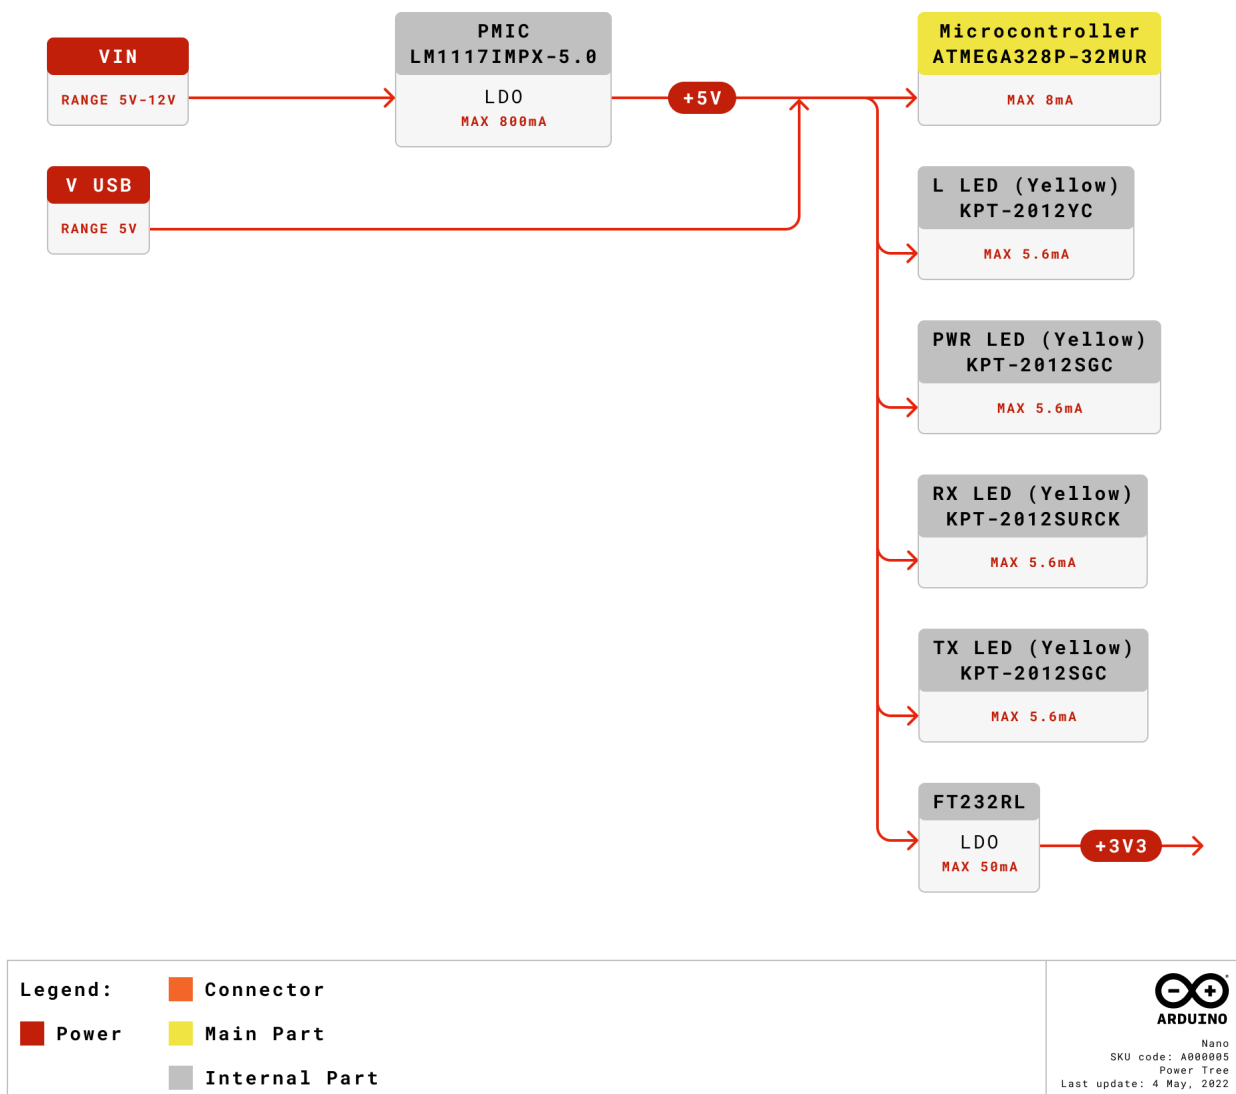 VIN
RANGE 5V-12V
PMIC
LM1117IMPX-5.0
LDO
MAX 800mA
+5V
Microcontroller
ATMEGA328P-32MUR
MAX 8mA
V USB
RANGE 5V
L LED (Yellow)
KPT-2012YC
MAX 5.6mA
PWR LED (Yellow)
KPT-2012SGC
MAX 5.6mA
RX LED (Yellow)
KPT-2012SURCK
MAX 5.6mA
TX LED (Yellow)
KPT-2012SGC
MAX 5.6mA
FT232RL
LDO
MAX 50mA
+3V3
Legend:
Power
Connector
Main Part
Internal Part
ARDUINO
Nano
SKU code: A000005
Power Tree
Last update: 4 May, 2022